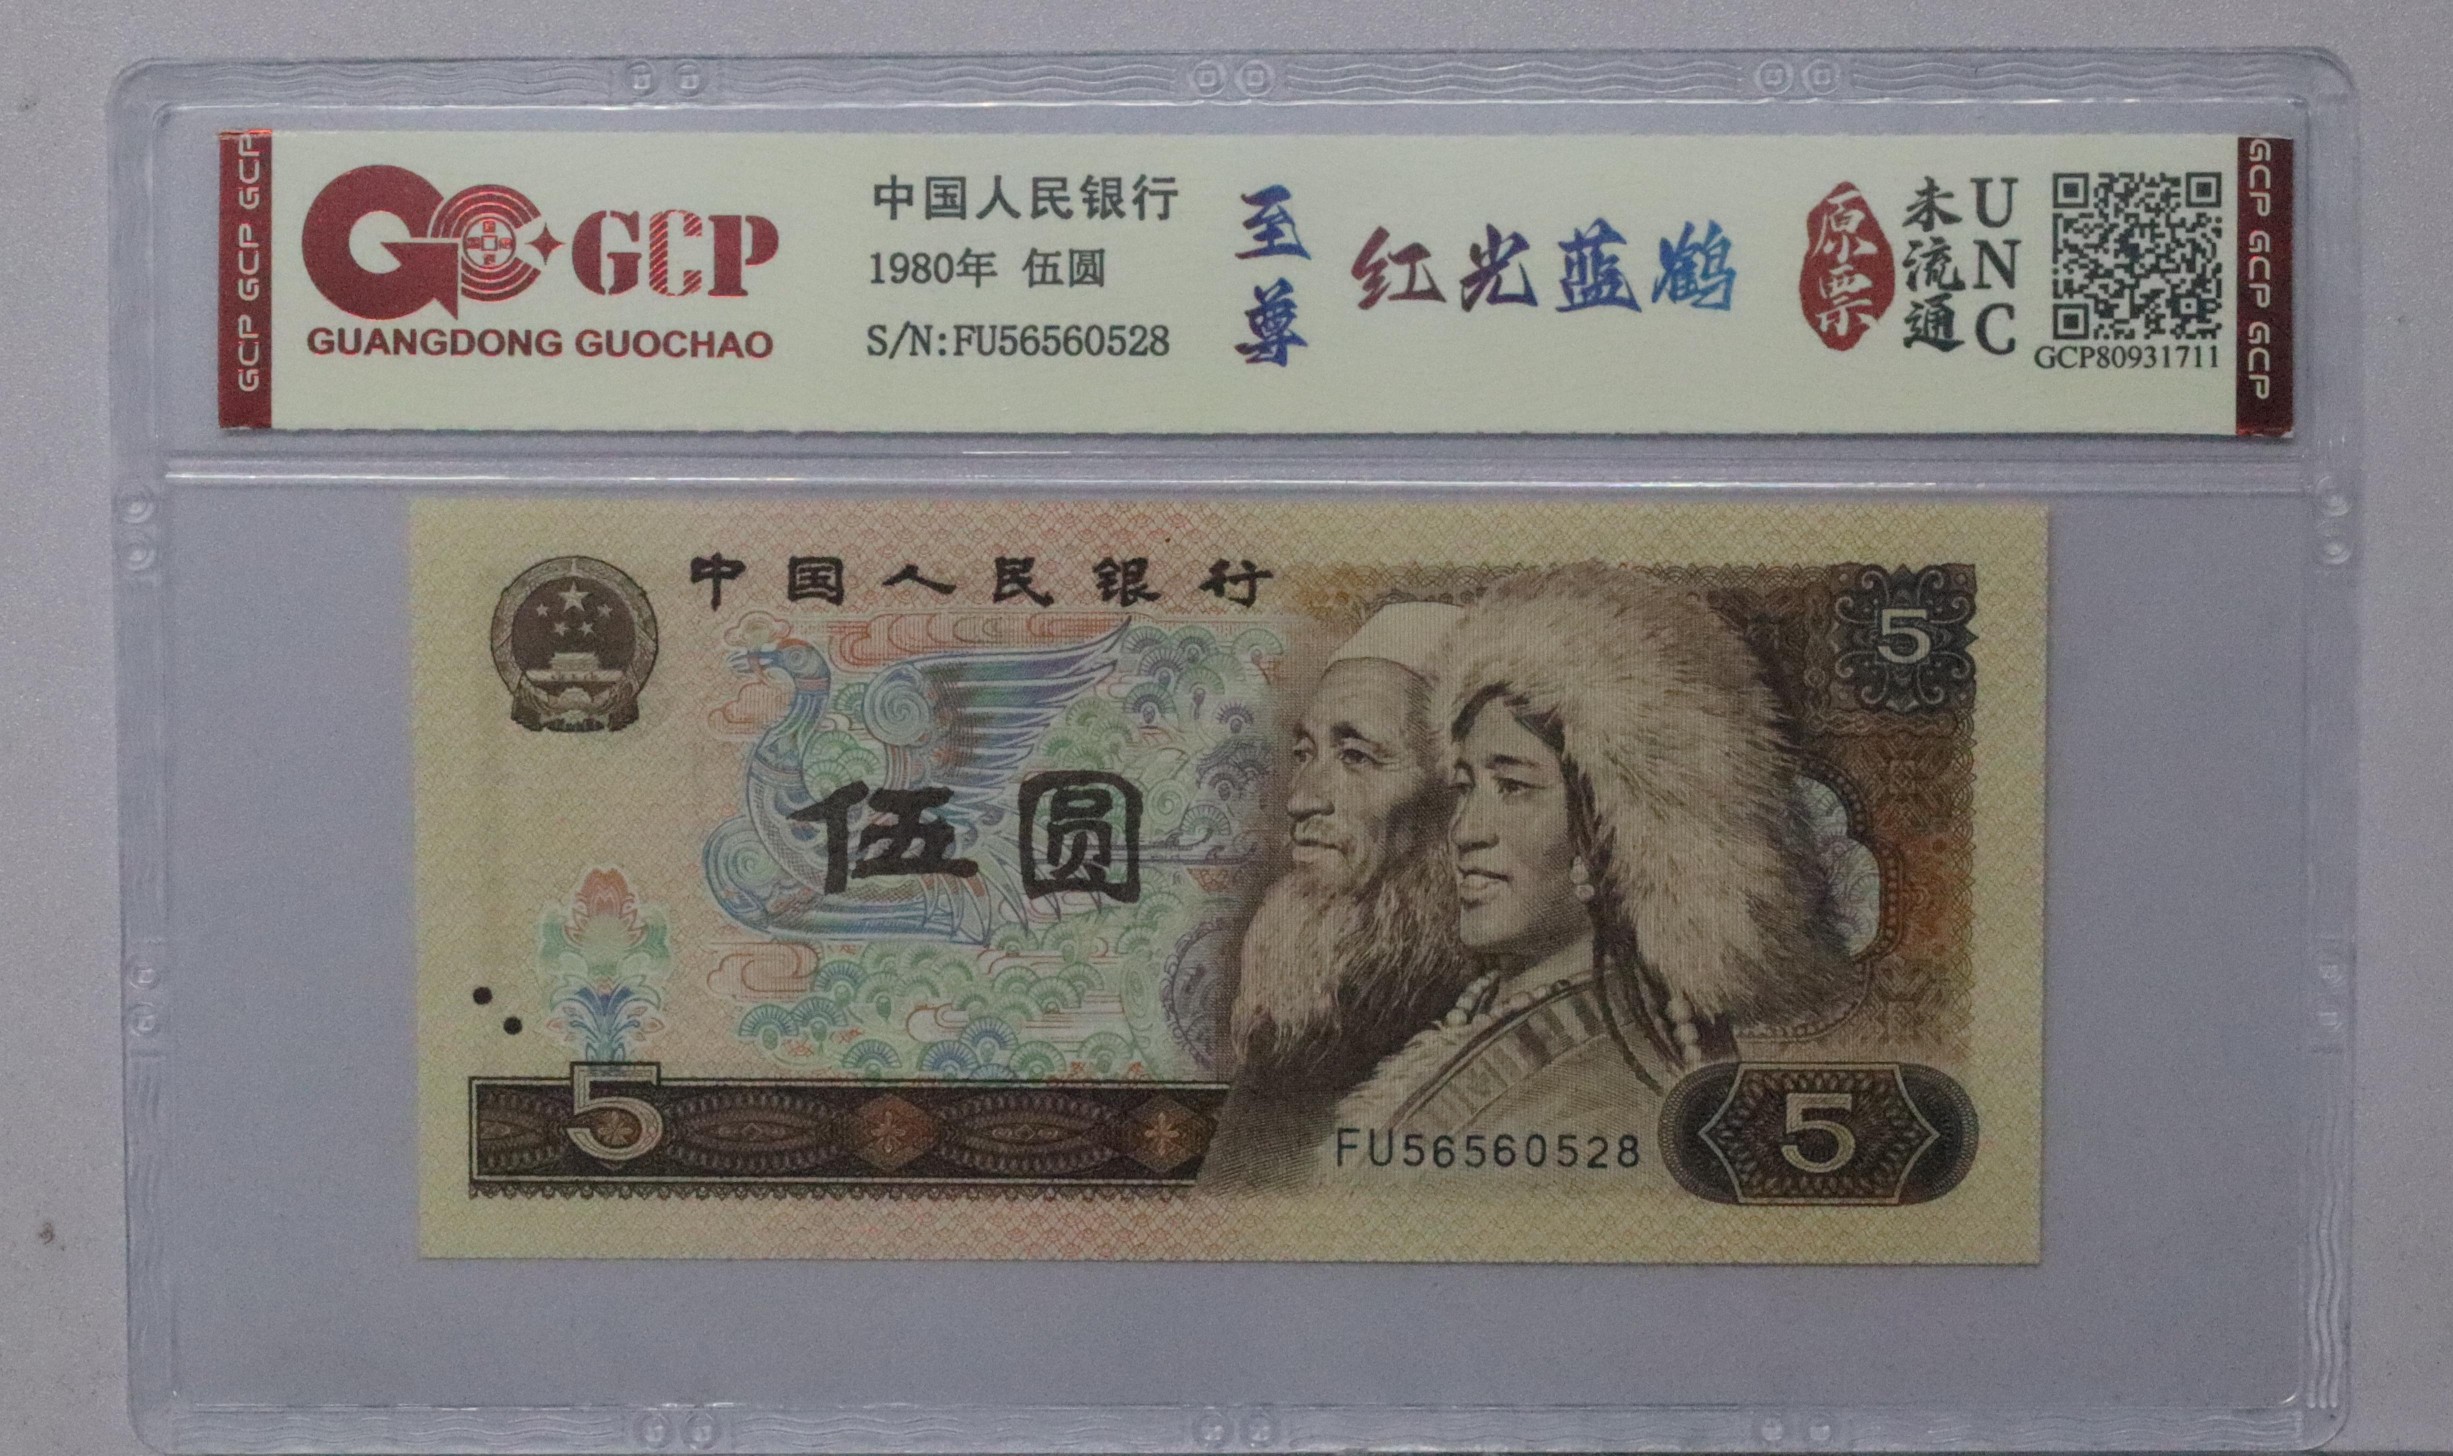 GCP GCP GCP
GCP
GUANGDONG GUOCHAO
中国人民银行
1980年 伍圆
S/N:FU56560528
至尊
红光蓝鹤
原票
未流通
UNC
GCP80931711
GCP GCP GCP
中国人民银行
5
伍圆
5
FU56560528
5